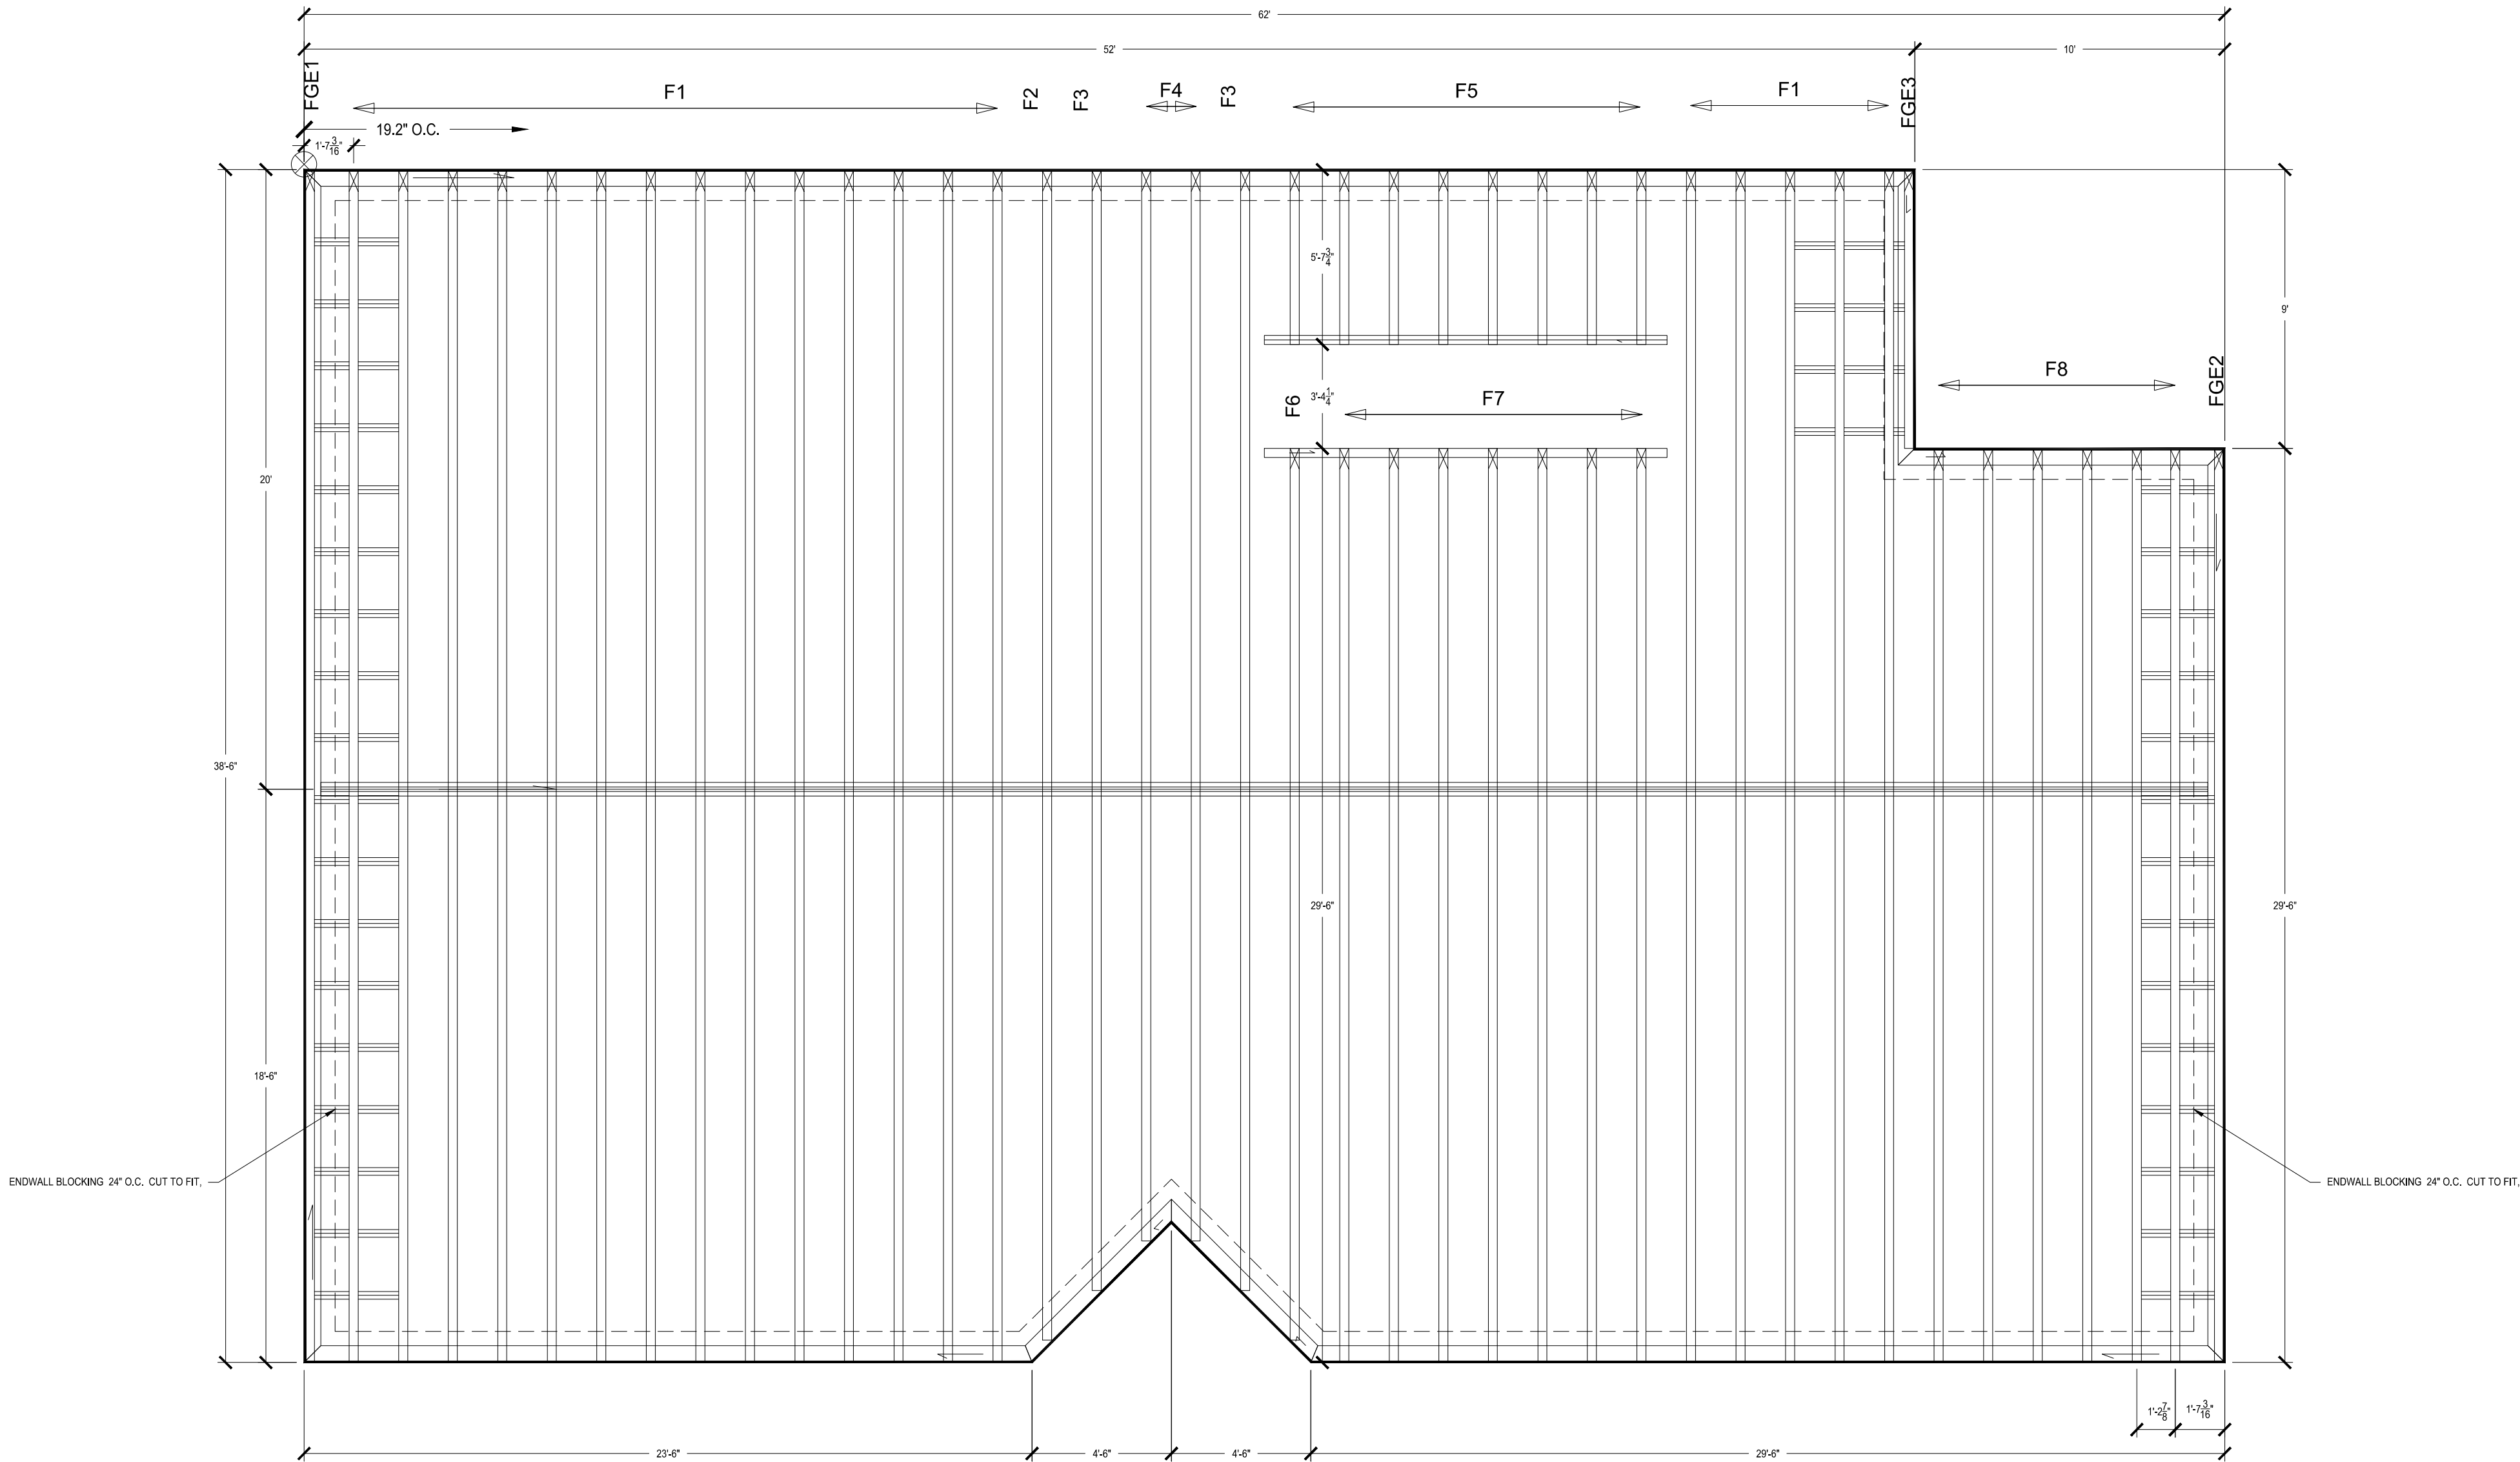 62'
52'
10'
FGE1
F1
F2
F3
F4
F3
F5
F1
FGE3
19.2" O.C.
1'-7 3/16"
5'-7 3/4"
9'
FGE2
F8
F6
3'-4 1/4"
F7
20'
38'-6"
29'-6"
29'-6"
18'-6"
ENDWALL BLOCKING 24" O.C. CUT TO FIT,
ENDWALL BLOCKING 24" O.C. CUT TO FIT,
1'-2 7/8"
1'-7 3/16"
23'-6"
4'-6"
4'-6"
29'-6"